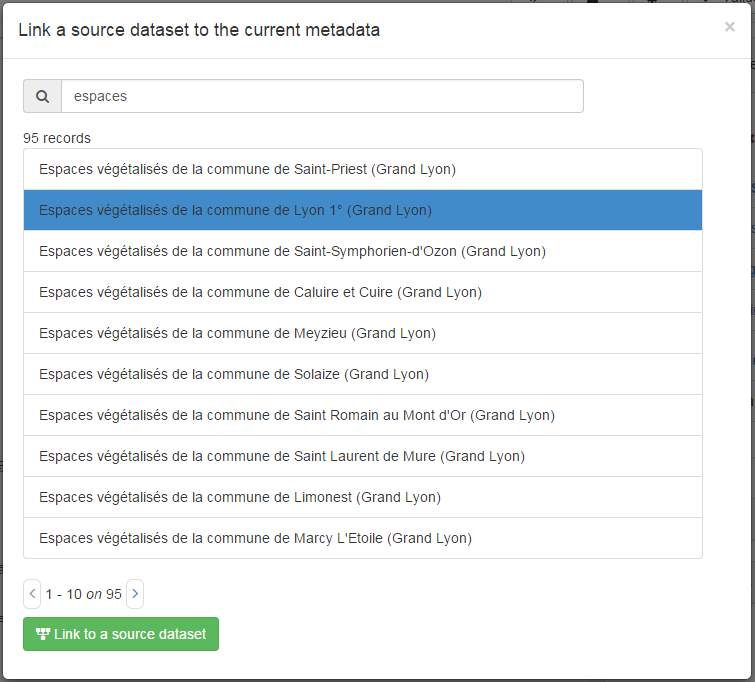 Link a source dataset to the current metadata
×
espaces
95 records
Espaces végétalisés de la commune de Saint-Priest (Grand Lyon)
Espaces végétalisés de la commune de Lyon 1° (Grand Lyon)
Espaces végétalisés de la commune de Saint-Symphorien-d'Ozon (Grand Lyon)
Espaces végétalisés de la commune de Caluire et Cuire (Grand Lyon)
Espaces végétalisés de la commune de Meyzieu (Grand Lyon)
Espaces végétalisés de la commune de Solaize (Grand Lyon)
Espaces végétalisés de la commune de Saint Romain au Mont d'Or (Grand Lyon)
Espaces végétalisés de la commune de Saint Laurent de Mure (Grand Lyon)
Espaces végétalisés de la commune de Limonest (Grand Lyon)
Espaces végétalisés de la commune de Marcy L'Etoile (Grand Lyon)
1 - 10 on 95
Link to a source dataset